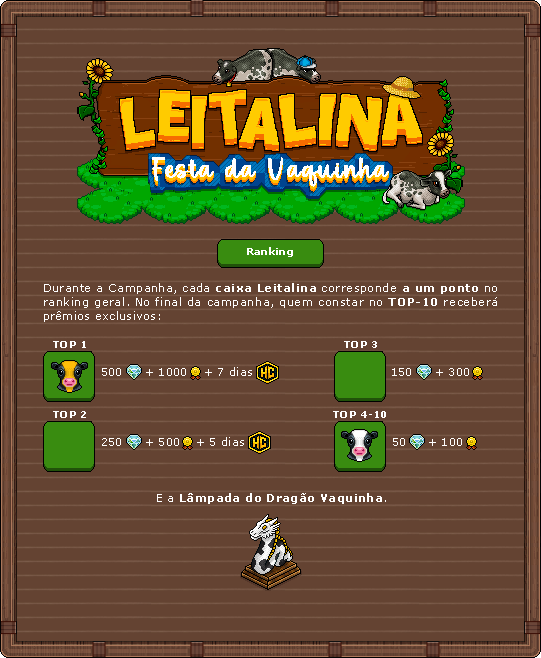 LEITALINA
Festa da Vaquinha
Ranking
Durante a Campanha, cada caixa Leitalina corresponde a um ponto no
ranking geral. No final da campanha, quem constar no TOP-10 receberá
prêmios exclusivos:
TOP 1
500 + 1000 + 7 dias HC
TOP 3
150 + 300
TOP 2
250 + 500 + 5 dias HC
TOP 4-10
50 + 100
E a Lâmpada do Dragão Vaquinha.